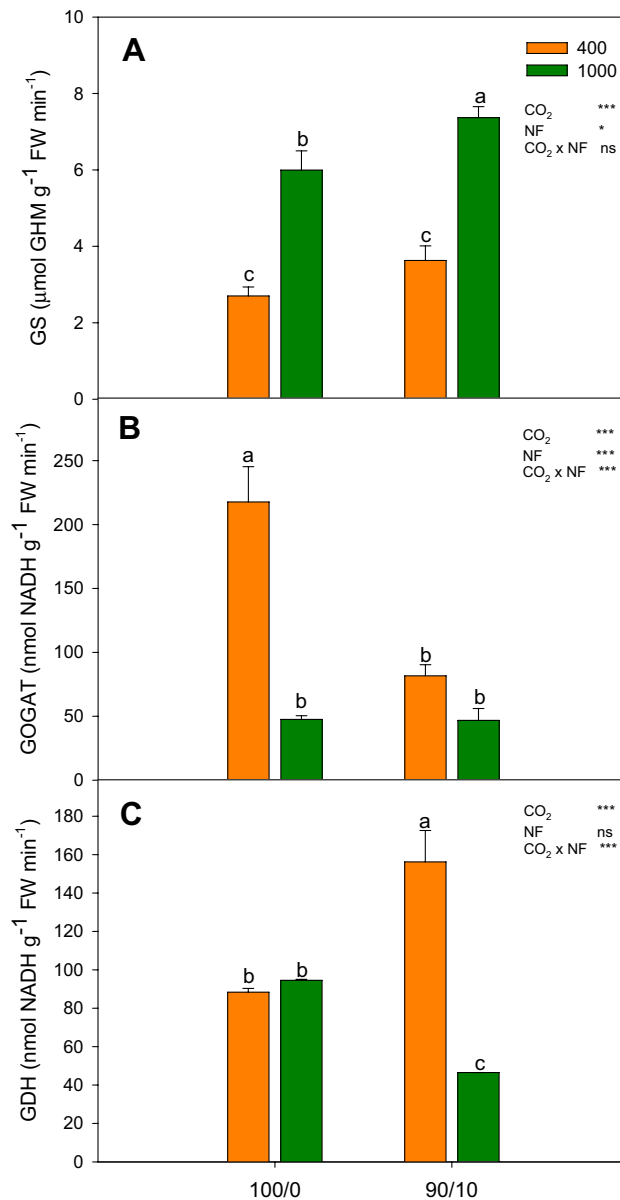 A
400
1000
CO₂ ***
NF *
CO₂ x NF ns
GS (μmol GHM g⁻¹ FW min⁻¹)
10
8
6
4
2
0
c
b
c
a
B
CO₂ ***
NF ***
CO₂ x NF ***
GOGAT (nmol NADH g⁻¹ FW min⁻¹)
250
200
150
100
50
0
a
b
b
b
C
CO₂ ***
NF ns
CO₂ x NF ***
GDH (nmol NADH g⁻¹ FW min⁻¹)
180
160
140
120
100
80
60
40
20
0
b
b
a
c
100/0
90/10